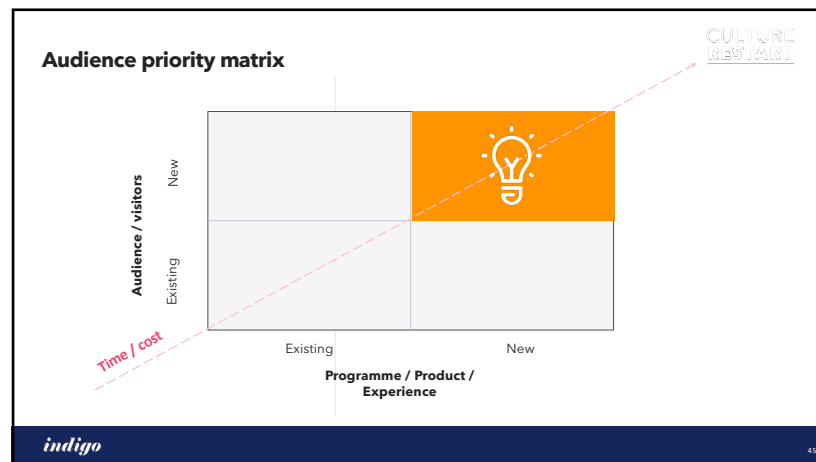 CULTURE
RESTART
Audience priority matrix
Audience / visitors
New
Existing
Time / cost
Existing
New
Programme / Product /
Experience
indigo
45